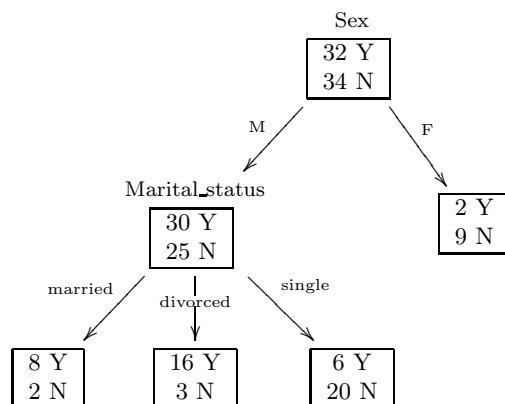 Sex
32 Y
34 N
M
F
Marital_status
30 Y
25 N
2 Y
9 N
married
divorced
single
8 Y
2 N
16 Y
3 N
6 Y
20 N